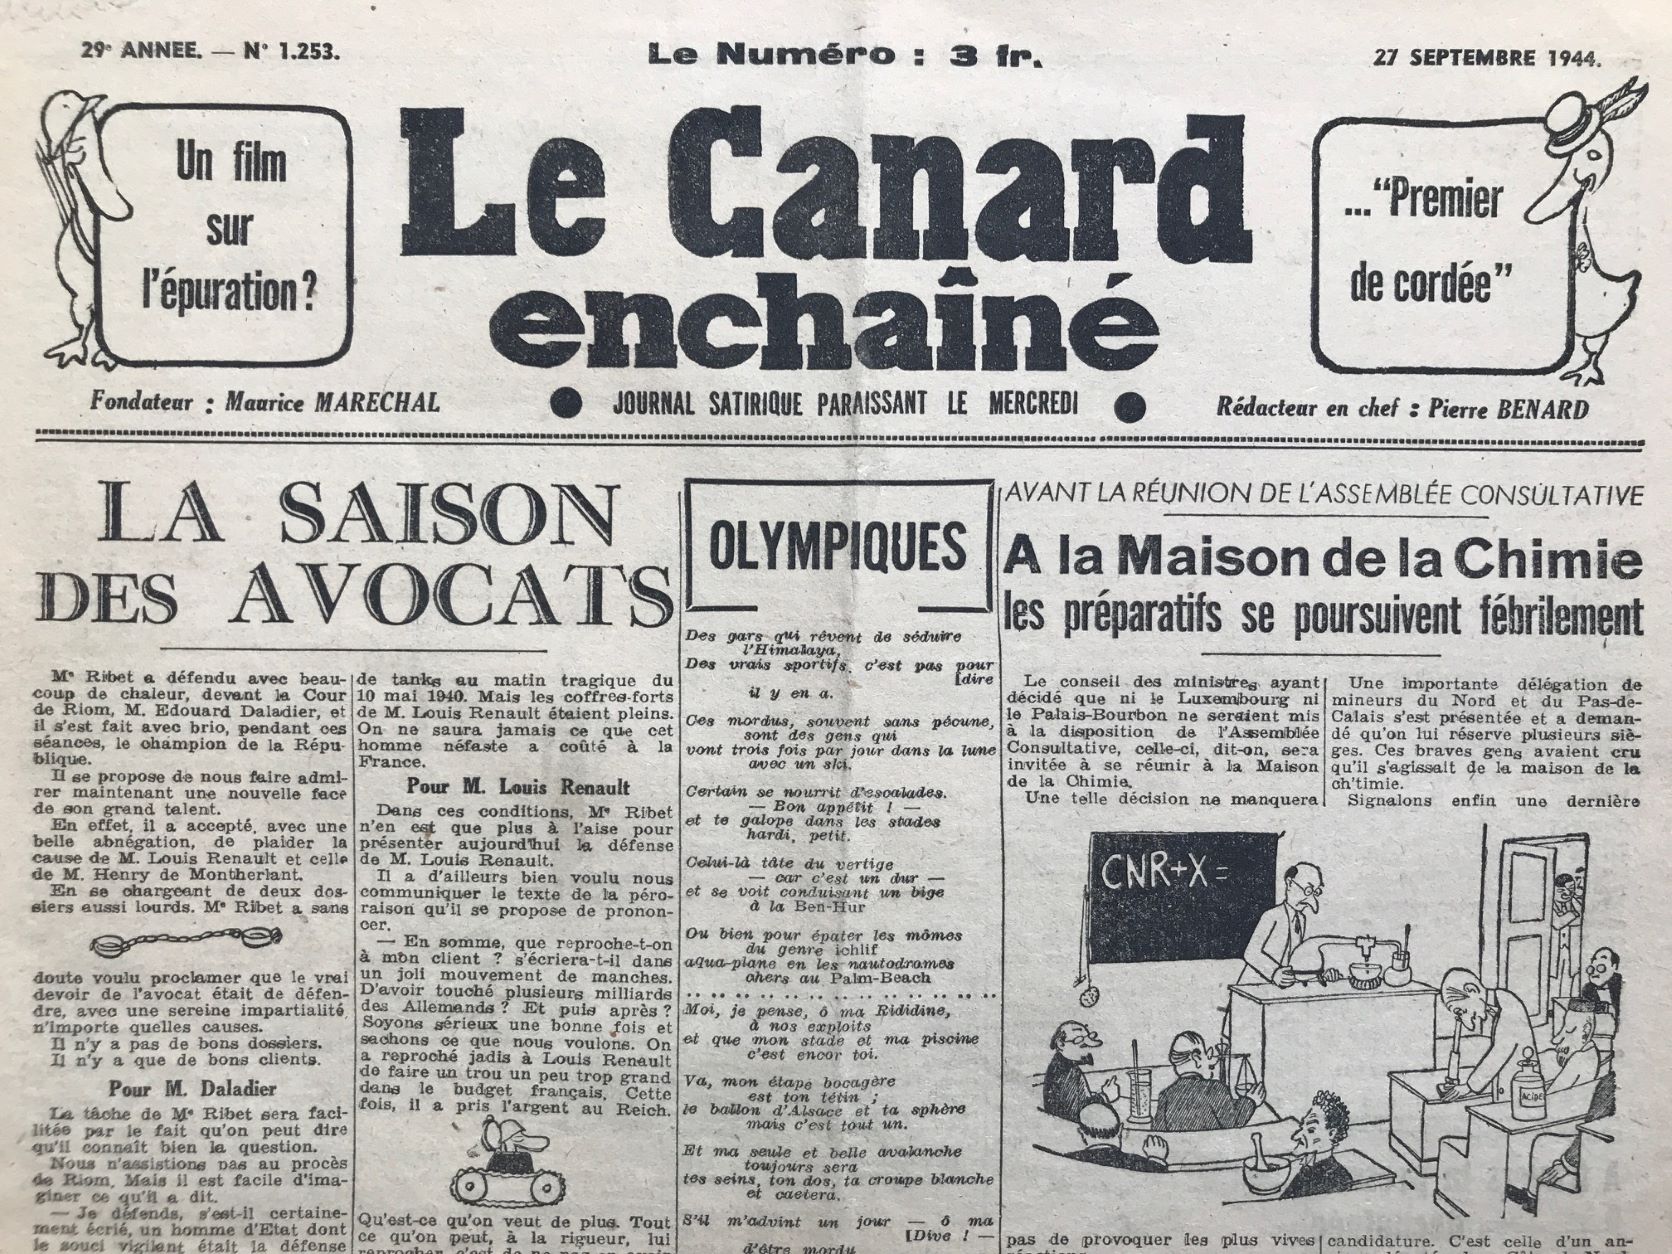 29e ANNEE. — N° 1.253.
Le Numéro : 3 fr.
27 SEPTEMBRE 1944.
Un film
sur
l'épuration ?
Le Canard
enchaîné
..."Premier
de cordée"
Fondateur : Maurice MARECHAL
● JOURNAL SATIRIQUE PARAISSANT LE MERCREDI ●
Rédacteur en chef : Pierre BENARD
LA SAISON
DES AVOCATS
Me Ribet a défendu avec beau-
coup de chaleur, devant la Cour
de Riom, M. Edouard Daladier, et
il s'est fait avec brio, pendant ces
séances, le champion de la Répu-
blique.
Il se propose de nous faire admi-
rer maintenant une nouvelle face
de son grand talent.
En effet, il a accepté, avec une
belle abnégation, de plaider la
cause de M. Louis Renault et celle
de M. Henry de Montherlant.
En se chargeant de deux dos-
siers aussi lourds, Me Ribet a sans
doute voulu proclamer que le vrai
devoir de l'avocat était de défen-
dre, avec une sereine impartialité,
n'importe quelles causes.
Il n'y a pas de bons dossiers.
Il n'y a que de bons clients.
Pour M. Daladier
La tâche de Me Ribet sera faci-
litée par le fait qu'on peut dire
qu'il connaît bien la question.
Nous n'assistions pas au procès
de Riom. Mais il est facile d'ima-
giner ce qu'il a dit.
— Je défends, s'est-il certaine-
ment écrié, un homme d'Etat dont
le souci vigilant était la défense
de tanks au matin tragique du
10 mai 1940. Mais les coffres-forts
de M. Louis Renault étaient pleins.
On ne saura jamais ce que cet
homme néfaste a coûté à la
France.
Pour M. Louis Renault
Dans ces conditions, Me Ribet
n'en est que plus à l'aise pour
présenter aujourd'hui la défense
de M. Louis Renault.
Il a d'ailleurs bien voulu nous
communiquer le texte de la péro-
raison qu'il se propose de pronon-
cer.
— En somme, que reproche-t-on
à mon client ? s'écriera-t-il dans
un joli mouvement de manches.
D'avoir touché plusieurs milliards
des Allemands ? Et puis après ?
Soyons sérieux une bonne fois et
sachons ce que nous voulons. On
a reproché jadis à Louis Renault
de faire un trou un peu trop grand
dans le budget français. Cette
fois, il a pris l'argent au Reich.
Qu'est-ce qu'on veut de plus. Tout
ce qu'on peut, à la rigueur, lui
reprocher, c'est de ne pas en avoir
OLYMPIQUES
Des gars qui rêvent de séduire
l'Himalaya,
Des vrais sportifs, c'est pas pour
[dire
il y en a.
Ces mordus, souvent sans pécune,
sont des gens qui
vont trois fois par jour dans la lune
avec un ski.
Certain se nourrit d'escalades.
— Bon appétit ! —
et te galope dans les stades
hardi, petit.
Celui-là tâte du vertige
— car c'est un dur —
et se voit conduisant un bige
à la Ben-Hur
Ou bien pour épater les mômes
du genre ichlif
aqua-plane en les nautodromes
chers au Palm-Beach
.. .. .. .. .. .. .. .. .. .. ..
Moi, je pense, ô ma Rididine,
à nos exploits
et que mon stade et ma piscine
c'est encor toi.
Va, mon étape bocagère
est ton tétin ;
le ballon d'Alsace et ta sphère
mais c'est tout un.
Et ma seule et belle avalanche
toujours sera
tes seins, ton dos, ta croupe blanche
et caetera.
S'il m'advint un jour — ô ma
[Dive ! —
d'être mordu
AVANT LA RÉUNION DE L'ASSEMBLÉE CONSULTATIVE
A la Maison de la Chimie
les préparatifs se poursuivent fébrilement
Le conseil des ministres ayant
décidé que ni le Luxembourg ni
le Palais-Bourbon ne seraient mis
à la disposition de l'Assemblée
Consultative, celle-ci, dit-on, sera
invitée à se réunir à la Maison
de la Chimie.
Une telle décision ne manquera
Une importante délégation de
mineurs du Nord et du Pas-de-
Calais s'est présentée et a deman-
dé qu'on lui réserve plusieurs siè-
ges. Ces braves gens avaient cru
qu'il s'agissait de la maison de la
ch'timie.
Signalons enfin une dernière
CNR+X=
ACIDE
pas de provoquer les plus vives
candidature. C'est celle d'un an-